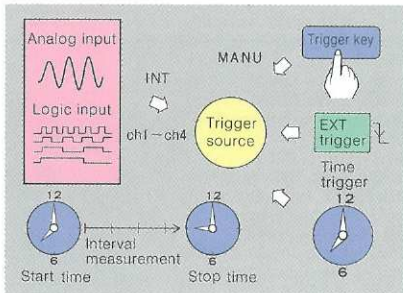 Analog input
Logic input
INT
ch1→ch4
MANU
Trigger key
Trigger
source
EXT
trigger
Time
trigger
12
6
Start time
Interval
measurement
12
6
Stop time
12
6